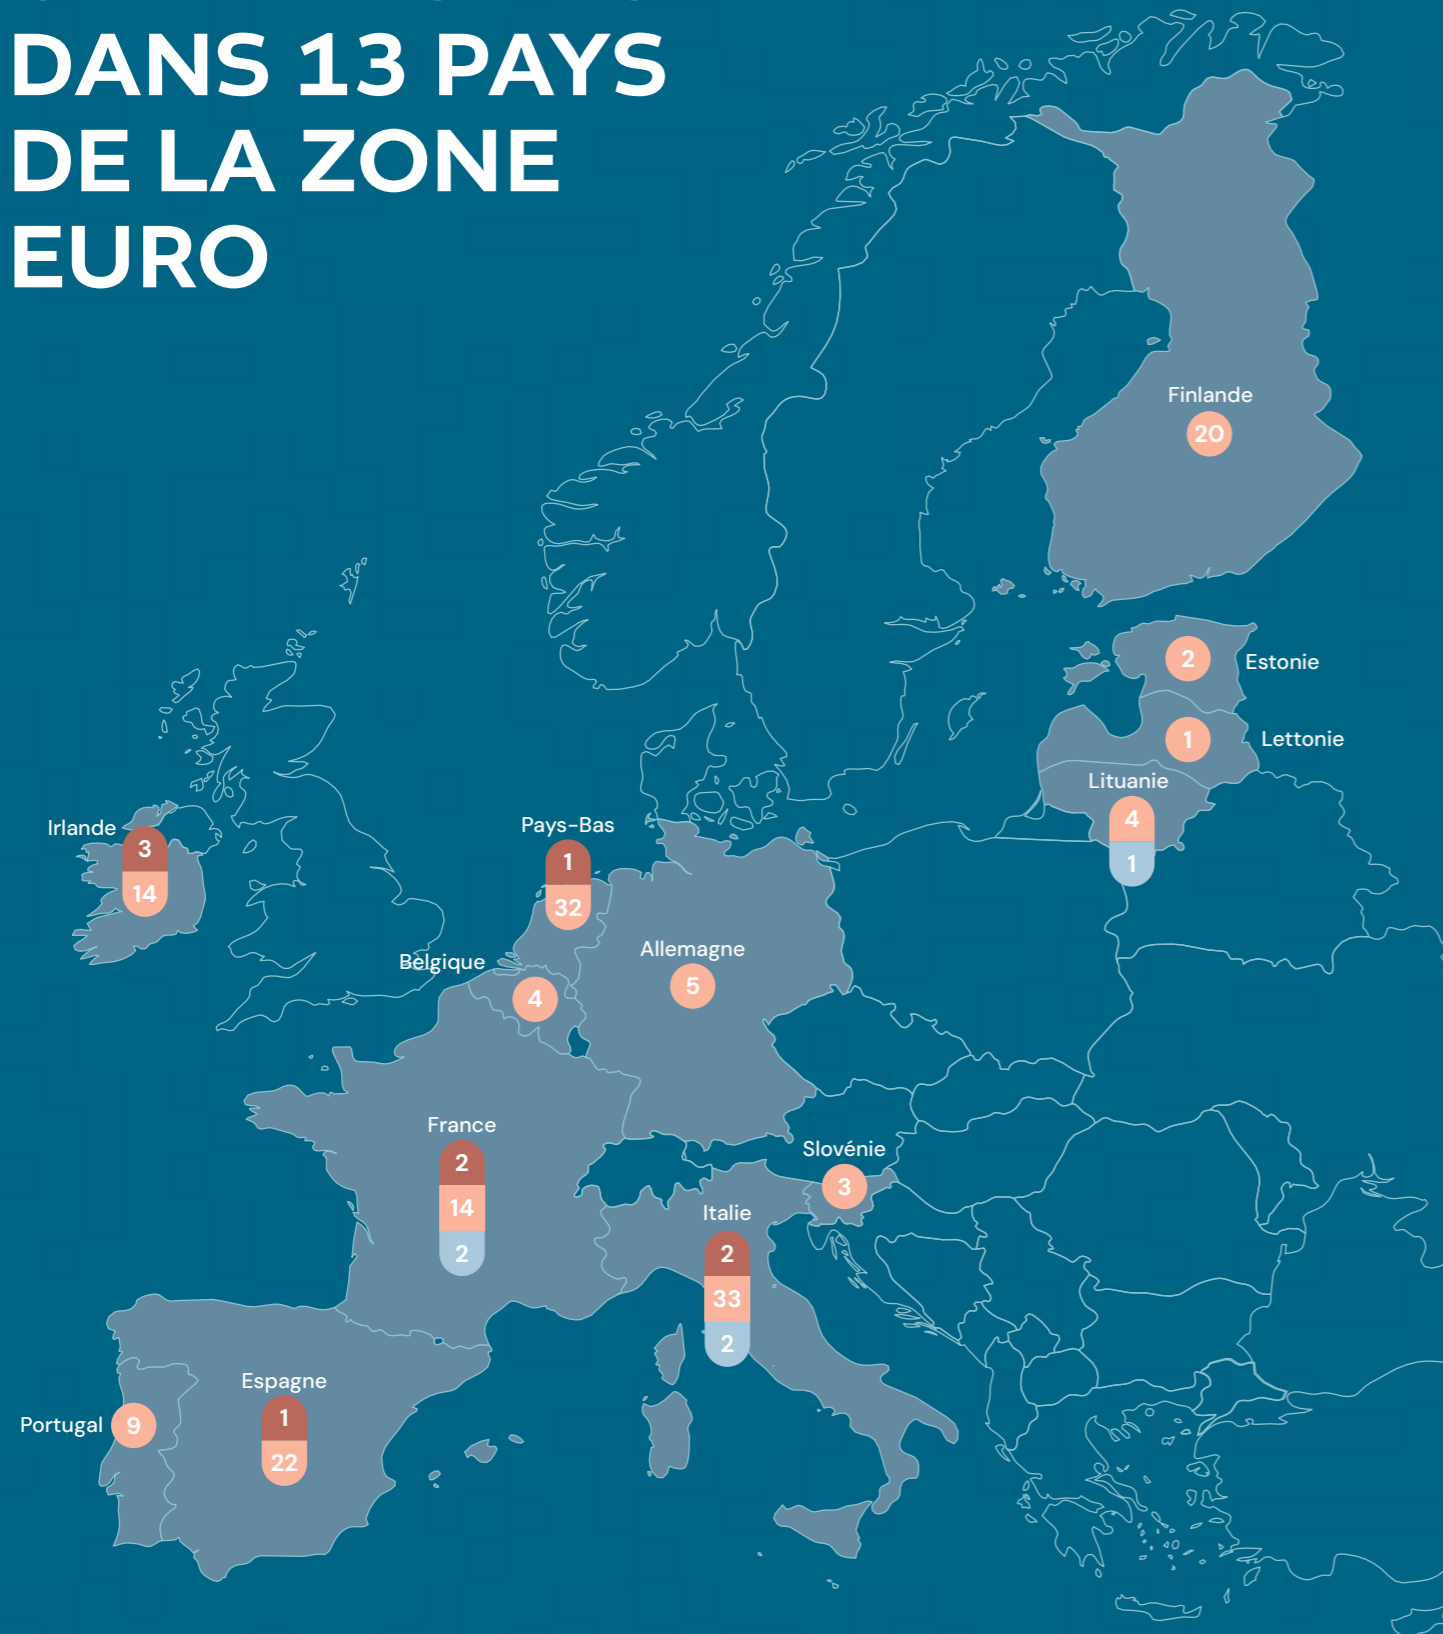 DANS 13 PAYS
DE LA ZONE
EURO
Finlande
20
2
Estonie
1
Lettonie
Lituanie
4
1
Irlande
3
14
Pays-Bas
1
32
Belgique
4
Allemagne
5
France
2
14
2
Slovénie
3
Italie
2
33
2
Espagne
1
22
Portugal
9